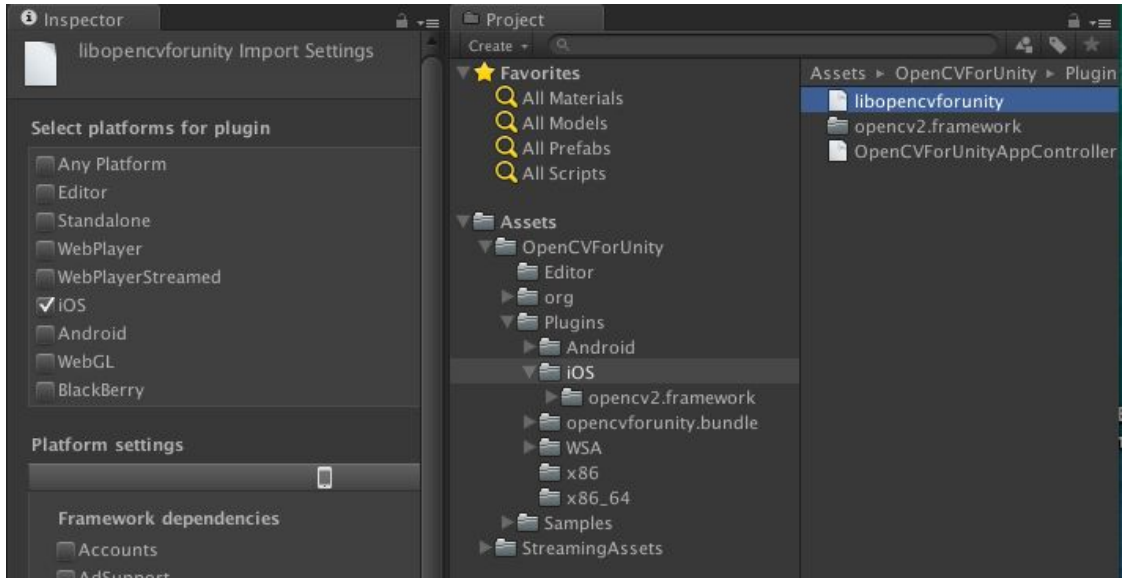 Inspector
libopencvforunity Import Settings
Select platforms for plugin
Any Platform
Editor
Standalone
WebPlayer
WebPlayerStreamed
iOS
Android
WebGL
BlackBerry
Platform settings
Framework dependencies
Accounts
AdSupport
Project
Create
Favorites
All Materials
All Models
All Prefabs
All Scripts
Assets
OpenCVForUnity
Editor
org
Plugins
Android
iOS
opencv2.framework
opencvforunity.bundle
WSA
x86
x86_64
Samples
StreamingAssets
Assets ▸ OpenCVForUnity ▸ Plugin
libopencvforunity
opencv2.framework
OpenCVForUnityAppController